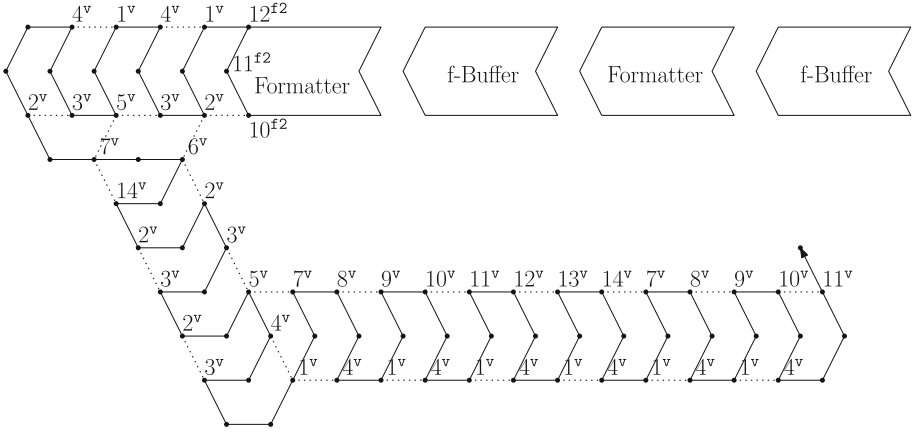 4v 1v 4v 1v 12f2
11f2
Formatter f-Buffer Formatter f-Buffer
2v 3v 5v 3v 2v
10f2
7v 6v
14v 2v
2v 3v
3v 5v 7v 8v 9v 10v 11v 12v 13v 14v 7v 8v 9v 10v 11v
2v 4v
3v 1v 4v 1v 4v 1v 4v 1v 4v 1v 4v 1v 4v